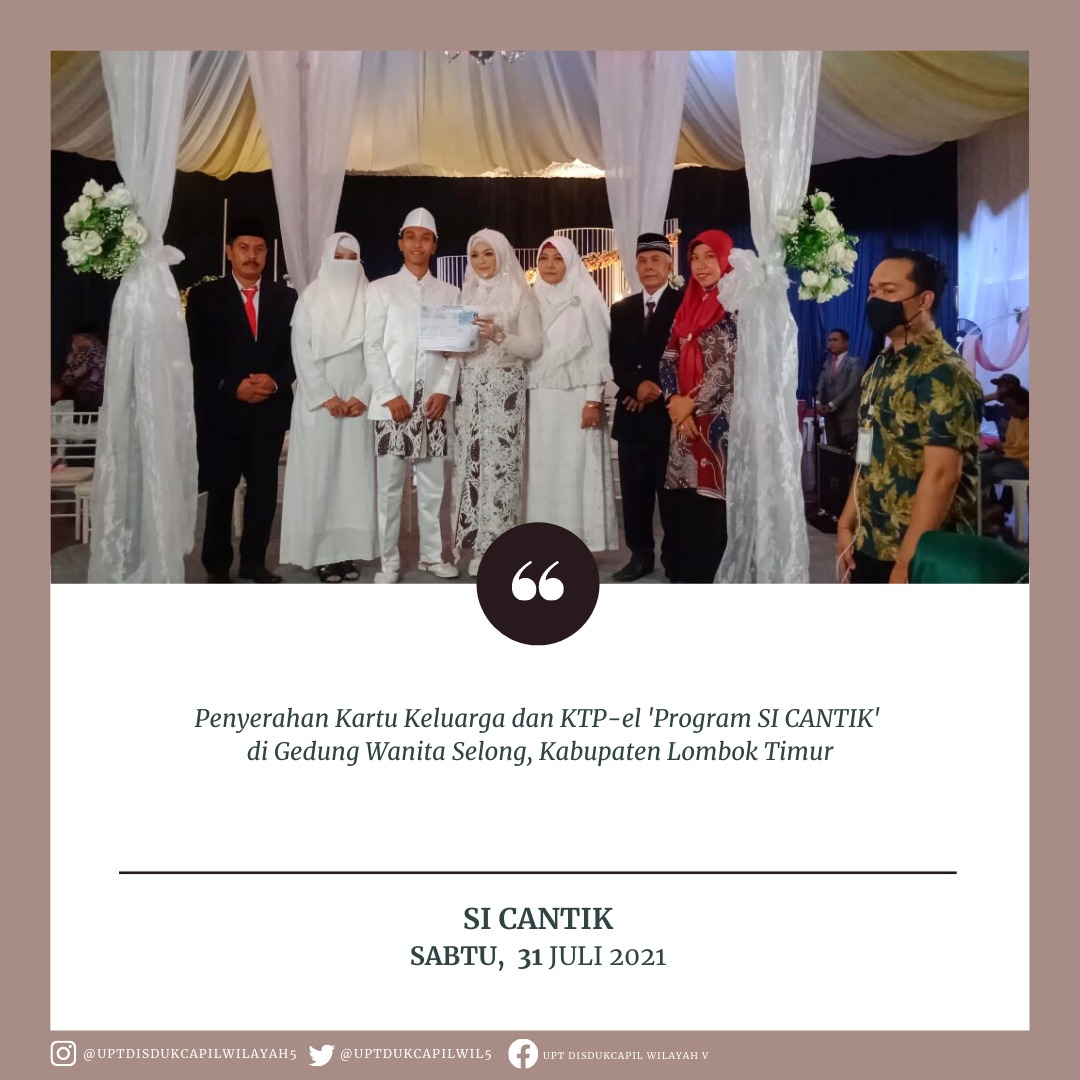 Penyerahan Kartu Keluarga dan KTP-el 'Program SI CANTIK'
di Gedung Wanita Selong, Kabupaten Lombok Timur
SI CANTIK
SABTU, 31 JULI 2021
@UPTDISDUKCAPILWILAYAH5 @UPTDUKCAPILWIL5 UPT DISDUKCAPIL WILAYAH V